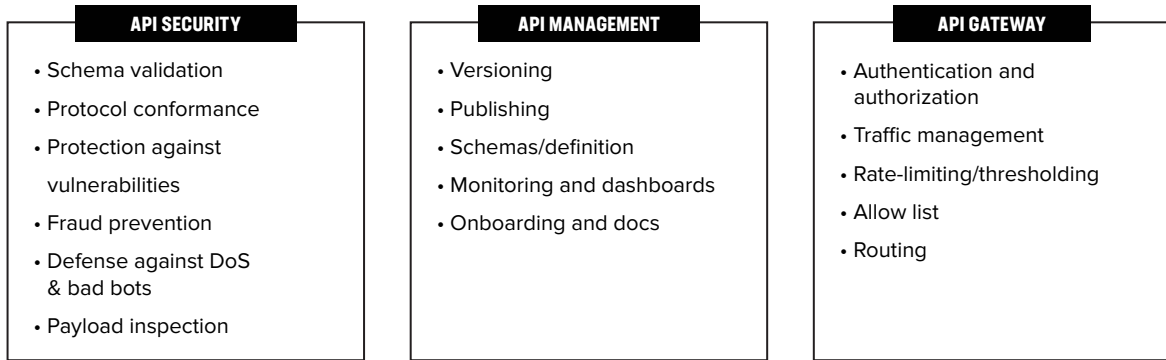 API SECURITY
• Schema validation
• Protocol conformance
• Protection against
vulnerabilities
• Fraud prevention
• Defense against DoS
& bad bots
• Payload inspection
API MANAGEMENT
• Versioning
• Publishing
• Schemas/definition
• Monitoring and dashboards
• Onboarding and docs
API GATEWAY
• Authentication and
authorization
• Traffic management
• Rate-limiting/thresholding
• Allow list
• Routing